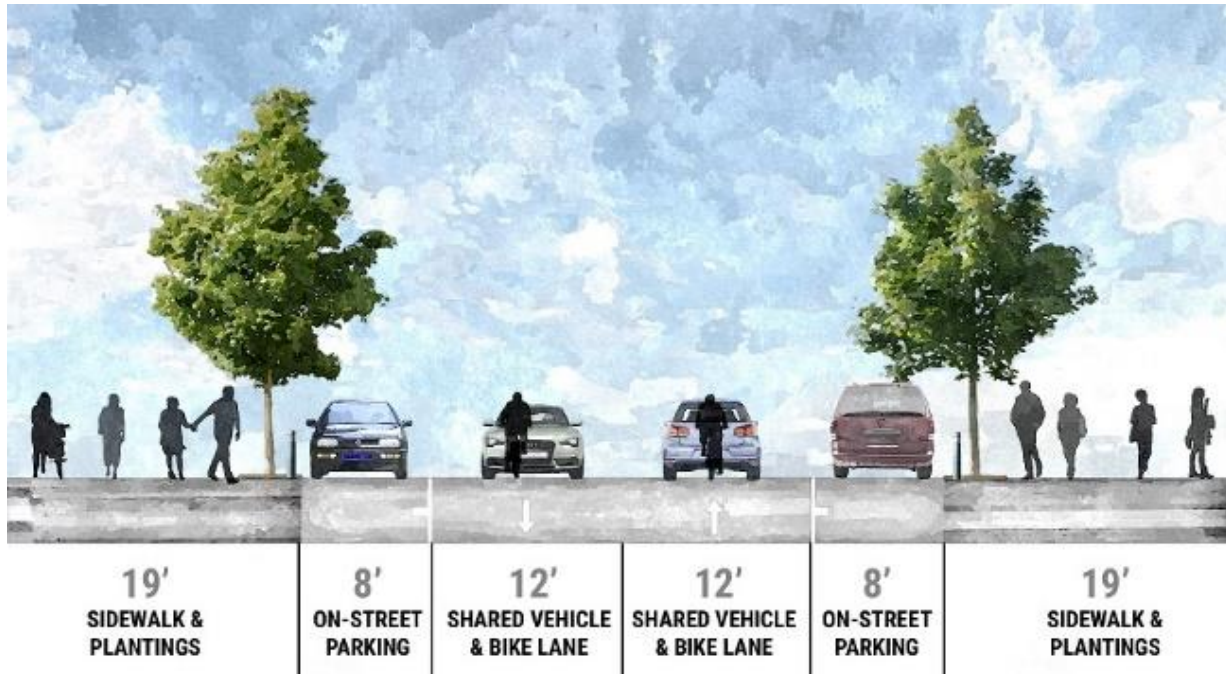 19’
SIDEWALK &
PLANTINGS
8’
ON-STREET
PARKING
12’
SHARED VEHICLE
& BIKE LANE
12’
SHARED VEHICLE
& BIKE LANE
8’
ON-STREET
PARKING
19’
SIDEWALK &
PLANTINGS